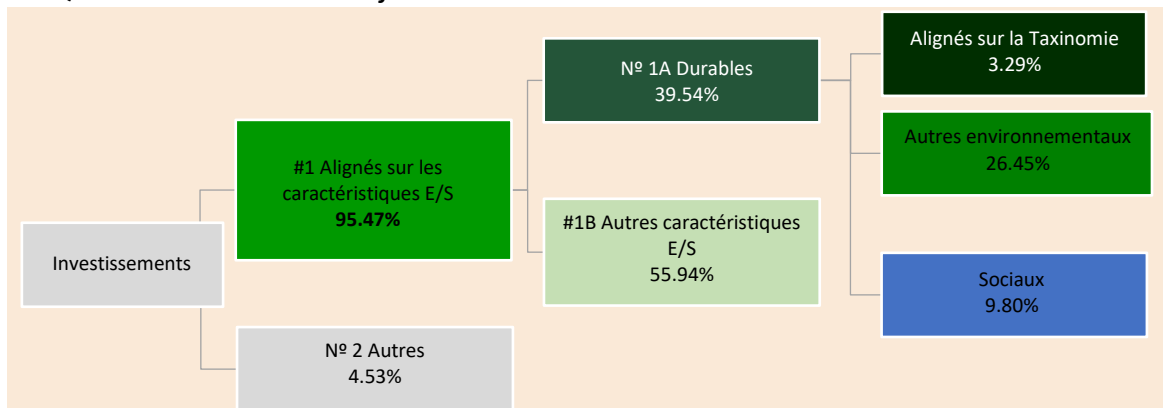 Investissements
#1 Alignés sur les
caractéristiques E/S
95.47%
Nº 2 Autres
4.53%
Nº 1A Durables
39.54%
#1B Autres caractéristiques
E/S
55.94%
Alignés sur la Taxinomie
3.29%
Autres environnementaux
26.45%
Sociaux
9.80%